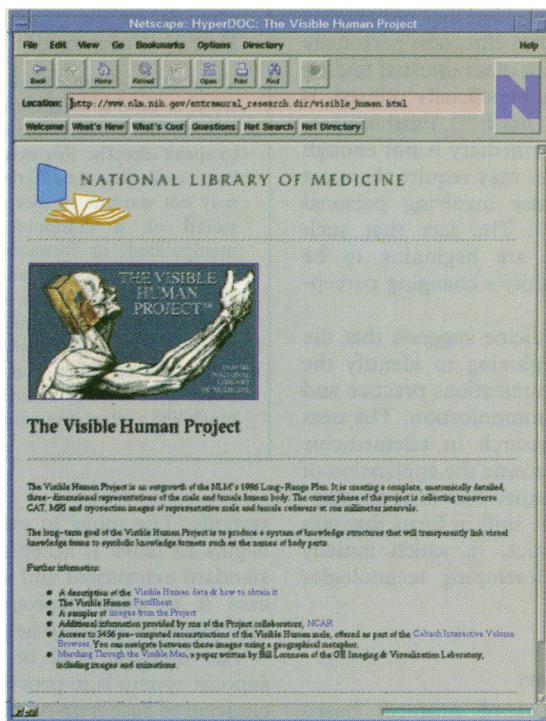 Netscape: HyperDOC: The Visible Human Project
File Edit View Go Bookmarks Options Directory Help
Back Home Reload Open Print Find
Location: http://www.nlm.nih.gov/extramural_research.dir/visible_human.html
Welcome What's New What's Cool Questions Net Search Net Directory
N
NATIONAL LIBRARY OF MEDICINE
THE VISIBLE
HUMAN
PROJECT™
NATIONAL
LIBRARY
OF MEDICINE
The Visible Human Project
The Visible Human Project is an outgrowth of the NLM's 1986 Long-Range Plan. It is creating a complete, anatomically detailed,
three-dimensional representations of the male and female human body. The current phase of the project is collecting transverse
CAT, MRI and cryosection images of representative male and female cadavers at one millimeter intervals.
The long-term goal of the Visible Human Project is to produce a system of knowledge structures that will transparently link visual
knowledge forms to symbolic knowledge formats such as the names of body parts.
Further information:
A description of the Visible Human data & how to obtain it
The Visible Human FactSheet
A sampler of images from the Project
Additional information provided by one of the Project collaborators, NCAR
Access to 3456 pre-computed reconstructions of the Visible Human male, offered as part of the Caltech Interactive Volume
Browser. You can navigate between these images using a geographical metaphor.
Marching Through the Visible Man, a paper written by Bill Lorensen of the GE Imaging & Visualization Laboratory,
including images and animations.